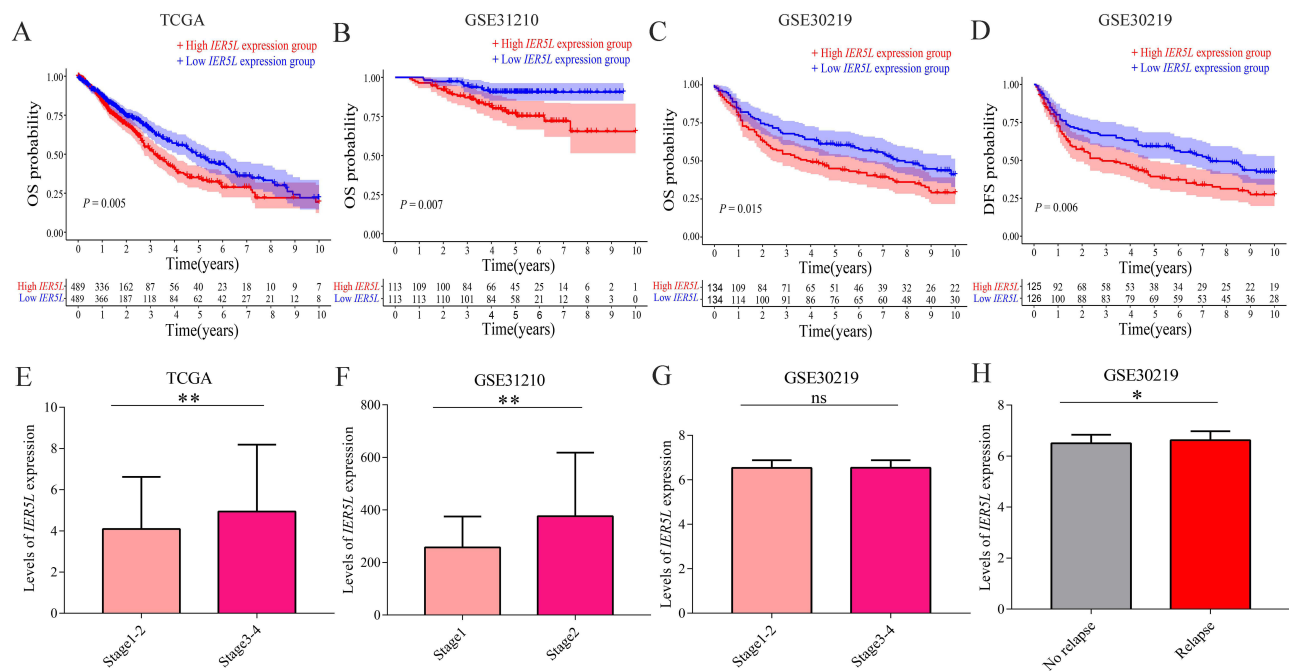 A
TCGA
+ High IER5L expression group
+ Low IER5L expression group
OS probability
1.00
0.75
0.50
0.25
0.00
P = 0.005
0 1 2 3 4 5 6 7 8 9 10
Time(years)
High IER5L 489 336 162 87 56 40 23 18 10 9 7
Low IER5L 489 366 187 118 84 62 42 27 21 12 8
0 1 2 3 4 5 6 7 8 9 10
Time(years)
B
GSE31210
+ High IER5L expression group
+ Low IER5L expression group
OS probability
1.00
0.75
0.50
0.25
0.00
P = 0.007
0 1 2 3 4 5 6 7 8 9 10
Time(years)
High IER5L 113 109 100 84 66 45 25 14 6 2 1
Low IER5L 113 113 110 101 84 58 21 12 8 3 0
0 1 2 3 4 5 6 7 8 9 10
Time(years)
C
GSE30219
+ High IER5L expression group
+ Low IER5L expression group
OS probability
1.00
0.75
0.50
0.25
0.00
P = 0.015
0 1 2 3 4 5 6 7 8 9 10
Time(years)
High IER5L 134 109 84 71 65 51 46 39 32 26 22
Low IER5L 134 114 100 91 86 76 65 60 48 40 30
0 1 2 3 4 5 6 7 8 9 10
Time(years)
D
GSE30219
+ High IER5L expression group
+ Low IER5L expression group
DFS probability
1.00
0.75
0.50
0.25
0.00
P = 0.006
0 1 2 3 4 5 6 7 8 9 10
Time(years)
High IER5L 125 92 68 58 53 38 34 29 25 22 19
Low IER5L 126 100 88 83 79 69 59 53 45 36 28
0 1 2 3 4 5 6 7 8 9 10
Time(years)
E
TCGA
**
Levels of IER5L expression
10
8
6
4
2
0
Stage1-2
Stage3-4
F
GSE31210
**
Levels of IER5L expression
800
600
400
200
0
Stage1
Stage2
G
GSE30219
ns
Levels of IER5L expression
8
6
4
2
0
Stage1-2
Stage3-4
H
GSE30219
*
Levels of IER5L expression
8
6
4
2
0
No relapse
Relapse